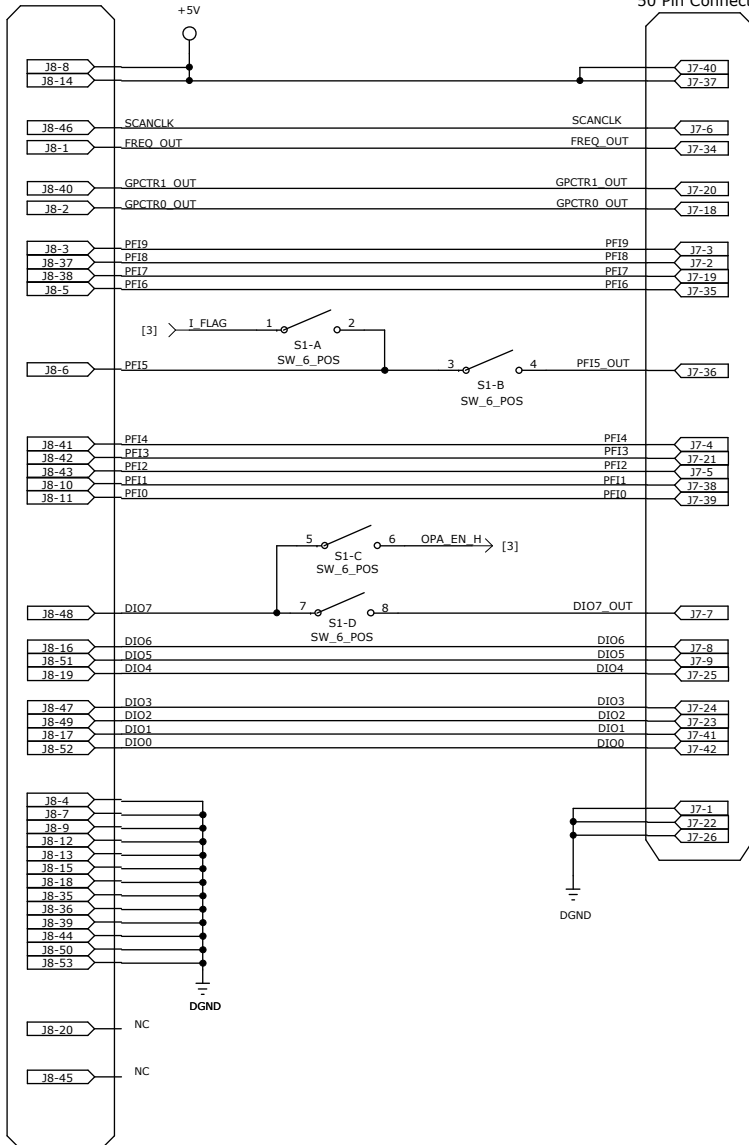 50 Pin Connect
+5V
J8-8
J7-40
J8-14
J7-37
J8-46 SCANCLK SCANCLK J7-6
J8-1 FREQ_OUT FREQ_OUT J7-34
J8-40 GPCTR1_OUT GPCTR1_OUT J7-20
J8-2 GPCTR0_OUT GPCTR0_OUT J7-18
J8-3 PFI9 PFI9 J7-3
J8-37 PFI8 PFI8 J7-2
J8-38 PFI7 PFI7 J7-19
J8-5 PFI6 PFI6 J7-35
[3] I_FLAG 1 2
S1-A
SW_6_POS
J8-6 PFI5 3 4 PFI5_OUT J7-36
S1-B
SW_6_POS
J8-41 PFI4 PFI4 J7-4
J8-42 PFI3 PFI3 J7-21
J8-43 PFI2 PFI2 J7-5
J8-10 PFI1 PFI1 J7-38
J8-11 PFI0 PFI0 J7-39
5 6 OPA_EN_H [3]
S1-C
SW_6_POS
J8-48 DIO7 7 8 DIO7_OUT J7-7
S1-D
SW_6_POS
J8-16 DIO6 DIO6 J7-8
J8-51 DIO5 DIO5 J7-9
J8-19 DIO4 DIO4 J7-25
J8-47 DIO3 DIO3 J7-24
J8-49 DIO2 DIO2 J7-23
J8-17 DIO1 DIO1 J7-41
J8-52 DIO0 DIO0 J7-42
J8-4
J7-1
J8-7
J7-22
J8-9
J7-26
J8-12
J8-13
J8-15
J8-18
J8-35
J8-36
DGND
J8-39
J8-44
J8-50
J8-53
DGND
J8-20 NC
J8-45 NC